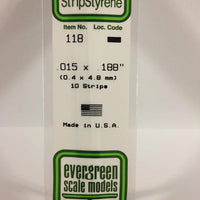 StripStyrene
Item No. Loc. Code
118
.015 x .188"
(0.4 x 4.8 mm)
10 Strips
Made in U.S.A.
evergreen
scale models